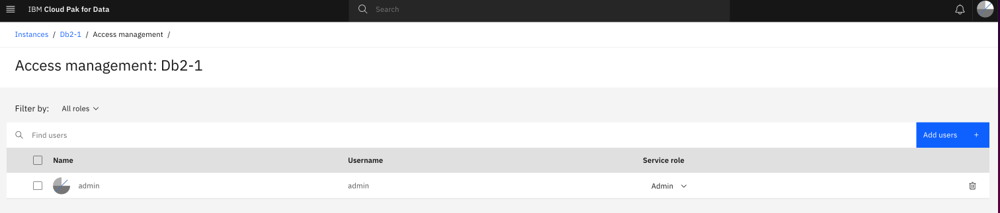 IBM Cloud Pak for Data
Search
Instances / Db2-1 / Access management /
Access management: Db2-1
Filter by: All roles
Find users
Add users +
Name Username Service role
admin admin Admin